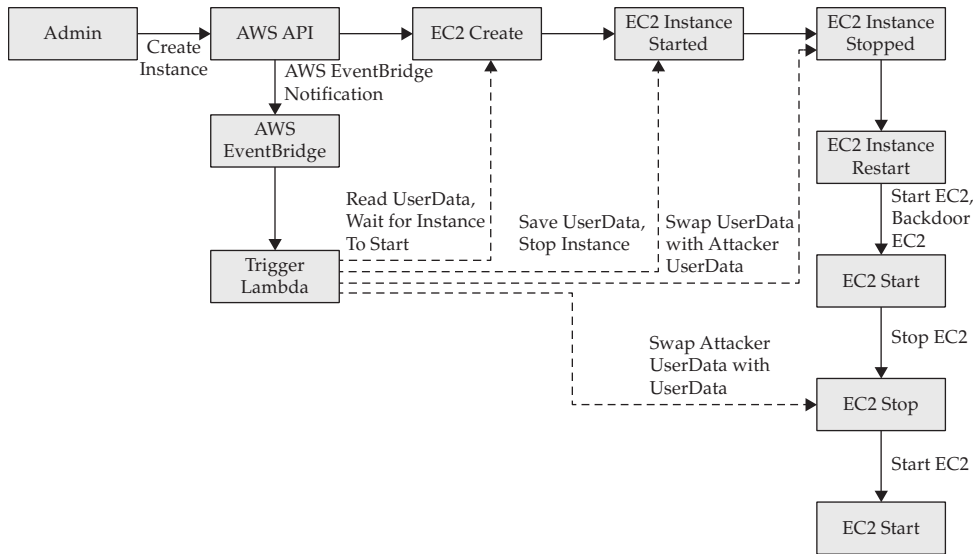 Admin
Create
Instance
AWS API
EC2 Create
EC2 Instance
Started
EC2 Instance
Stopped
AWS EventBridge
Notification
AWS
EventBridge
EC2 Instance
Restart
Read UserData,
Wait for Instance
To Start
Save UserData,
Stop Instance
Swap UserData
with Attacker
UserData
Start EC2,
Backdoor
EC2
Trigger
Lambda
EC2 Start
Stop EC2
Swap Attacker
UserData with
UserData
EC2 Stop
Start EC2
EC2 Start